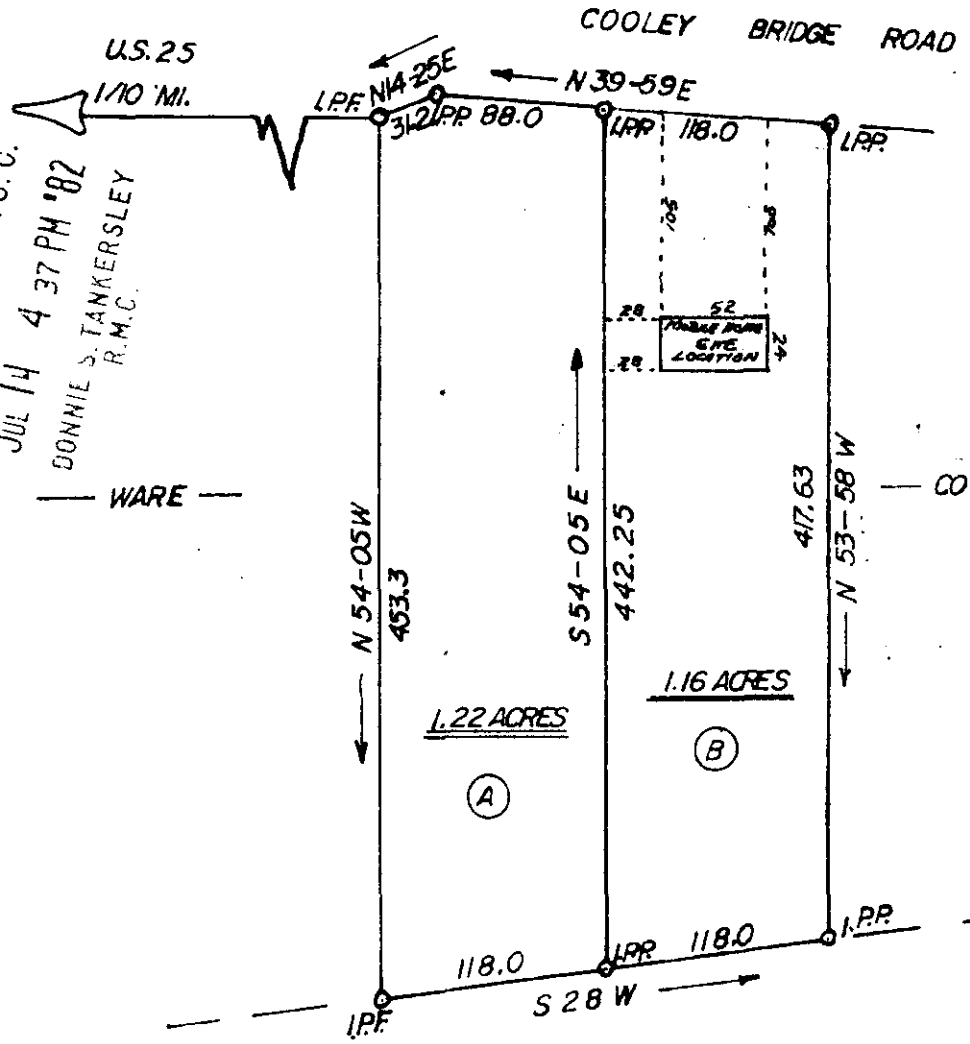 COOLEY BRIDGE ROAD
U.S. 25
1/10 MI.
I.P.F.
N14-25E
N 39-59E
31.2
I.P.P.
88.0
I.P.P.
118.0
I.P.P.
S.C.
JUL 14 4 37 PM '82
DONNIE S. TANKERSLEY
R.M.C.
105
105
28
52
MOBILE HOME
SITE
LOCATION
24
28
WARE
N 54-05W
453.3
S 54-05 E
442.25
417.63
N 53-58 W
CO
1.22 ACRES
A
1.16 ACRES
B
118.0
I.P.P.
118.0
I.P.P.
S 28 W
I.P.F.